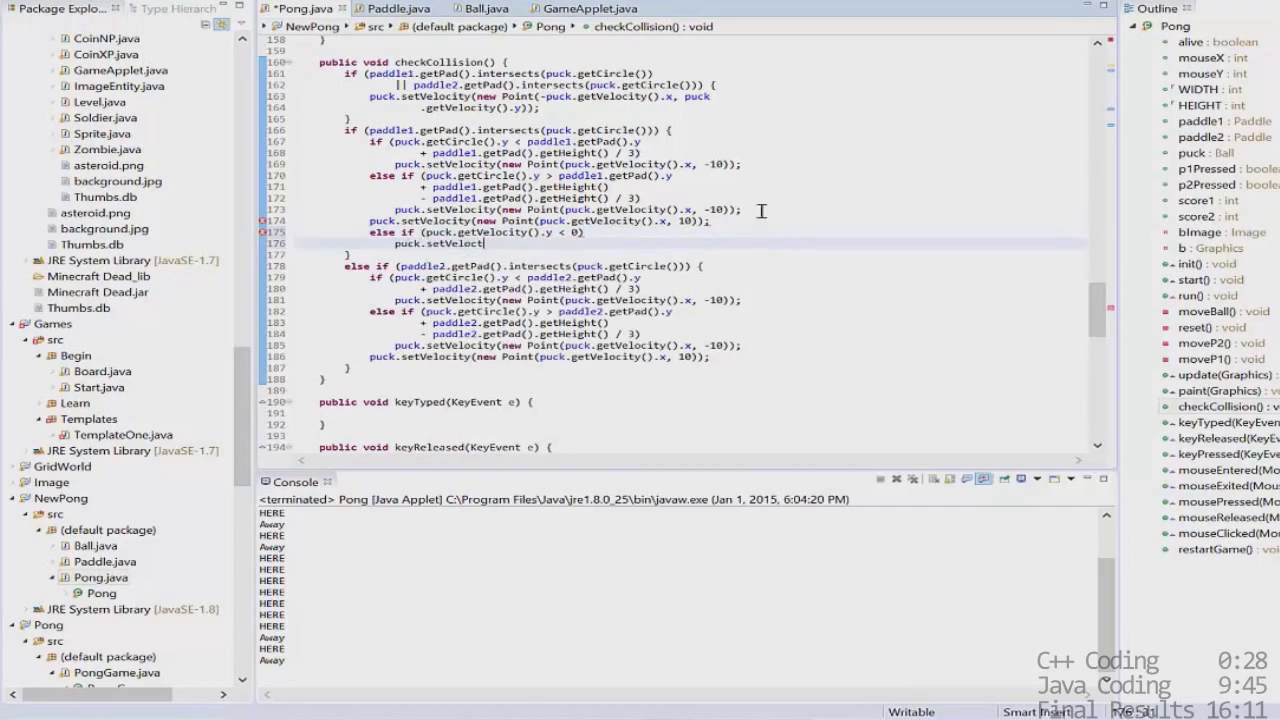 Package Explo...
Type Hierarch
*Pong.java
Paddle.java
Ball.java
GameApplet.java
Outline
NewPong
src
(default package)
Pong
checkCollision() : void
CoinNP.java
CoinXP.java
GameApplet.java
ImageEntity.java
Level.java
Soldier.java
Sprite.java
Zombie.java
asteroid.png
background.jpg
Thumbs.db
asteroid.png
background.jpg
Thumbs.db
JRE System Library [JavaSE-1.7]
Minecraft Dead_lib
Minecraft Dead.jar
Thumbs.db
Games
src
Begin
Board.java
Start.java
Learn
Templates
TemplateOne.java
JRE System Library [JavaSE-1.7]
GridWorld
Image
NewPong
src
(default package)
Ball.java
Paddle.java
Pong.java
Pong
JRE System Library [JavaSE-1.8]
Pong
src
(default package)
PongGame.java
158 }
159
160 public void checkCollision() {
161 if (paddle1.getPad().intersects(puck.getCircle())
162 || paddle2.getPad().intersects(puck.getCircle())) {
163 puck.setVelocity(new Point(-puck.getVelocity().x, puck
164 .getVelocity().y));
165 }
166 if (paddle1.getPad().intersects(puck.getCircle())) {
167 if (puck.getCircle().y < paddle1.getPad().y
168 + paddle1.getPad().getHeight() / 3)
169 puck.setVelocity(new Point(puck.getVelocity().x, -10));
170 else if (puck.getCircle().y > paddle1.getPad().y
171 + paddle1.getPad().getHeight()
172 - paddle1.getPad().getHeight() / 3)
173 puck.setVelocity(new Point(puck.getVelocity().x, -10));
174 puck.setVelocity(new Point(puck.getVelocity().x, 10));
175 else if (puck.getVelocity().y < 0)
176 puck.setVeloct
177 }
178 else if (paddle2.getPad().intersects(puck.getCircle())) {
179 if (puck.getCircle().y < paddle2.getPad().y
180 + paddle2.getPad().getHeight() / 3)
181 puck.setVelocity(new Point(puck.getVelocity().x, -10));
182 else if (puck.getCircle().y > paddle2.getPad().y
183 + paddle2.getPad().getHeight()
184 - paddle2.getPad().getHeight() / 3)
185 puck.setVelocity(new Point(puck.getVelocity().x, -10));
186 puck.setVelocity(new Point(puck.getVelocity().x, 10));
187 }
188 }
189
190 public void keyTyped(KeyEvent e) {
191
192 }
193
194 public void keyReleased(KeyEvent e) {
Console
<terminated> Pong [Java Applet] C:\Program Files\Java\jre1.8.0_25\bin\javaw.exe (Jan 1, 2015, 6:04:20 PM)
HERE
Away
HERE
Away
HERE
HERE
HERE
HERE
HERE
HERE
HERE
Away
HERE
Away
Pong
alive : boolean
mouseX : int
mouseY : int
WIDTH : int
HEIGHT : int
paddle1 : Paddle
paddle2 : Paddle
puck : Ball
p1Pressed : boolean
p2Pressed : boolean
score1 : int
score2 : int
bImage : Image
b : Graphics
init() : void
start() : void
run() : void
moveBall() : void
reset() : void
moveP2() : void
moveP1() : void
update(Graphics)
paint(Graphics) :
checkCollision() : vo
keyTyped(KeyEvent
keyReleased(KeyEve
keyPressed(KeyEven
mouseEntered(Mou
mouseExited(Mous
mousePressed(Mou
mouseReleased(Mo
mouseClicked(Mous
restartGame() : voi
C++ Coding 0:28
Java Coding 9:45
Final Results 16:11
Writable
Smart Insert